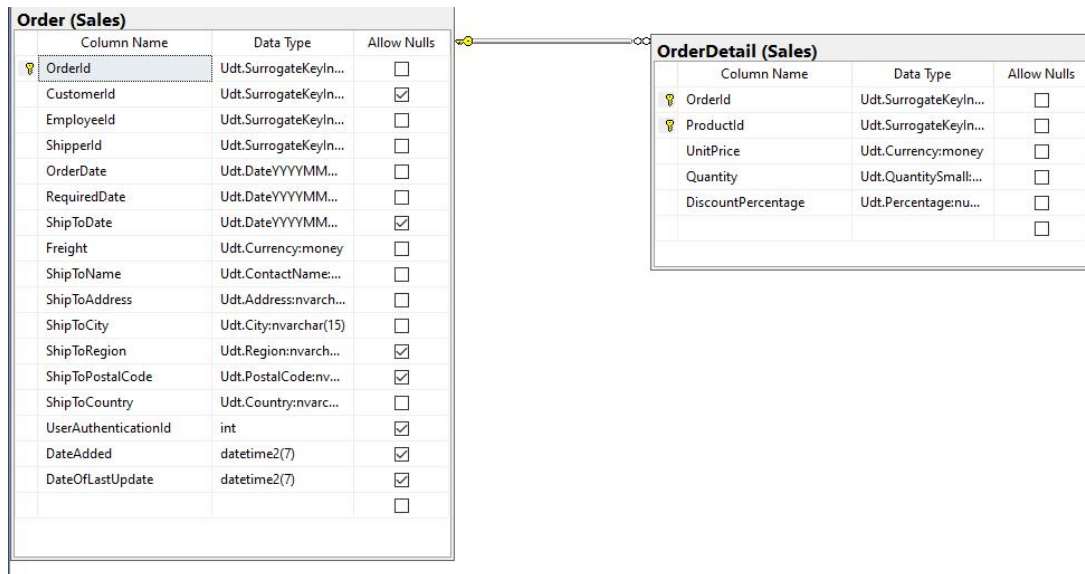 Order (Sales)
Column Name Data Type Allow Nulls
OrderId Udt.SurrogateKeyIn...
CustomerId Udt.SurrogateKeyIn...
EmployeeId Udt.SurrogateKeyIn...
ShipperId Udt.SurrogateKeyIn...
OrderDate Udt.DateYYYYMM...
RequiredDate Udt.DateYYYYMM...
ShipToDate Udt.DateYYYYMM...
Freight Udt.Currency:money
ShipToName Udt.ContactName:...
ShipToAddress Udt.Address:nvarch...
ShipToCity Udt.City:nvarchar(15)
ShipToRegion Udt.Region:nvarch...
ShipToPostalCode Udt.PostalCode:nv...
ShipToCountry Udt.Country:nvarc...
UserAuthenticationId int
DateAdded datetime2(7)
DateOfLastUpdate datetime2(7)
OrderDetail (Sales)
Column Name Data Type Allow Nulls
OrderId Udt.SurrogateKeyIn...
ProductId Udt.SurrogateKeyIn...
UnitPrice Udt.Currency:money
Quantity Udt.QuantitySmall:...
DiscountPercentage Udt.Percentage:nu...